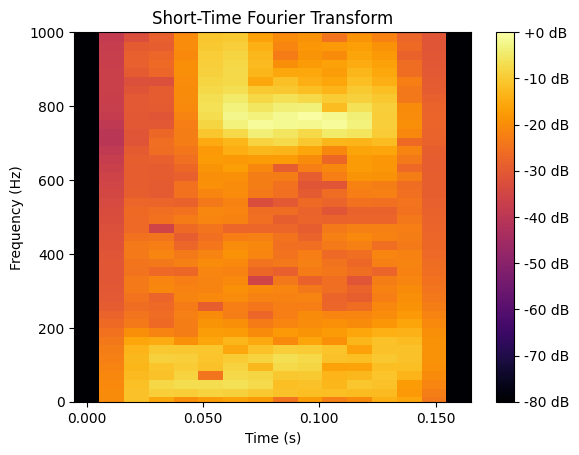 Short-Time Fourier Transform
1000
800
600
400
200
0
Frequency (Hz)
0.000
0.050
0.100
0.150
Time (s)
+0 dB
-10 dB
-20 dB
-30 dB
-40 dB
-50 dB
-60 dB
-70 dB
-80 dB